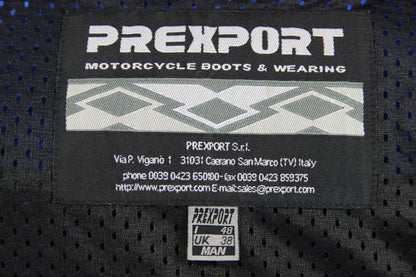 PREXPORT
MOTORCYCLE BOOTS & WEARING
PREXPORT S.r.l.
Via P. Viganò 1 31031 Caerano San Marco (TV) Italy
phone 0039 0423 650100 - fax 0039 0423 859375
http://www.prexport.com E-mail:sales@prexport.com
PREXPORT
I 48
UK 38
MAN